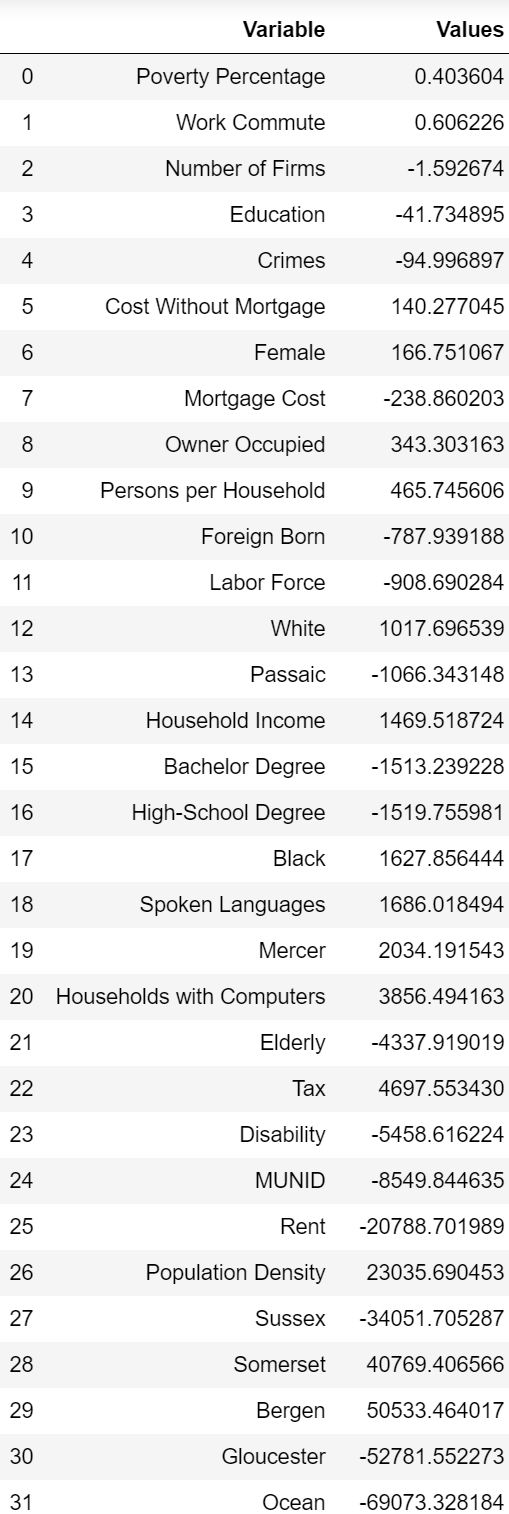 Variable Values
0 Poverty Percentage 0.403604
1 Work Commute 0.606226
2 Number of Firms -1.592674
3 Education -41.734895
4 Crimes -94.996897
5 Cost Without Mortgage 140.277045
6 Female 166.751067
7 Mortgage Cost -238.860203
8 Owner Occupied 343.303163
9 Persons per Household 465.745606
10 Foreign Born -787.939188
11 Labor Force -908.690284
12 White 1017.696539
13 Passaic -1066.343148
14 Household Income 1469.518724
15 Bachelor Degree -1513.239228
16 High-School Degree -1519.755981
17 Black 1627.856444
18 Spoken Languages 1686.018494
19 Mercer 2034.191543
20 Households with Computers 3856.494163
21 Elderly -4337.919019
22 Tax 4697.553430
23 Disability -5458.616224
24 MUNID -8549.844635
25 Rent -20788.701989
26 Population Density 23035.690453
27 Sussex -34051.705287
28 Somerset 40769.406566
29 Bergen 50533.464017
30 Gloucester -52781.552273
31 Ocean -69073.328184